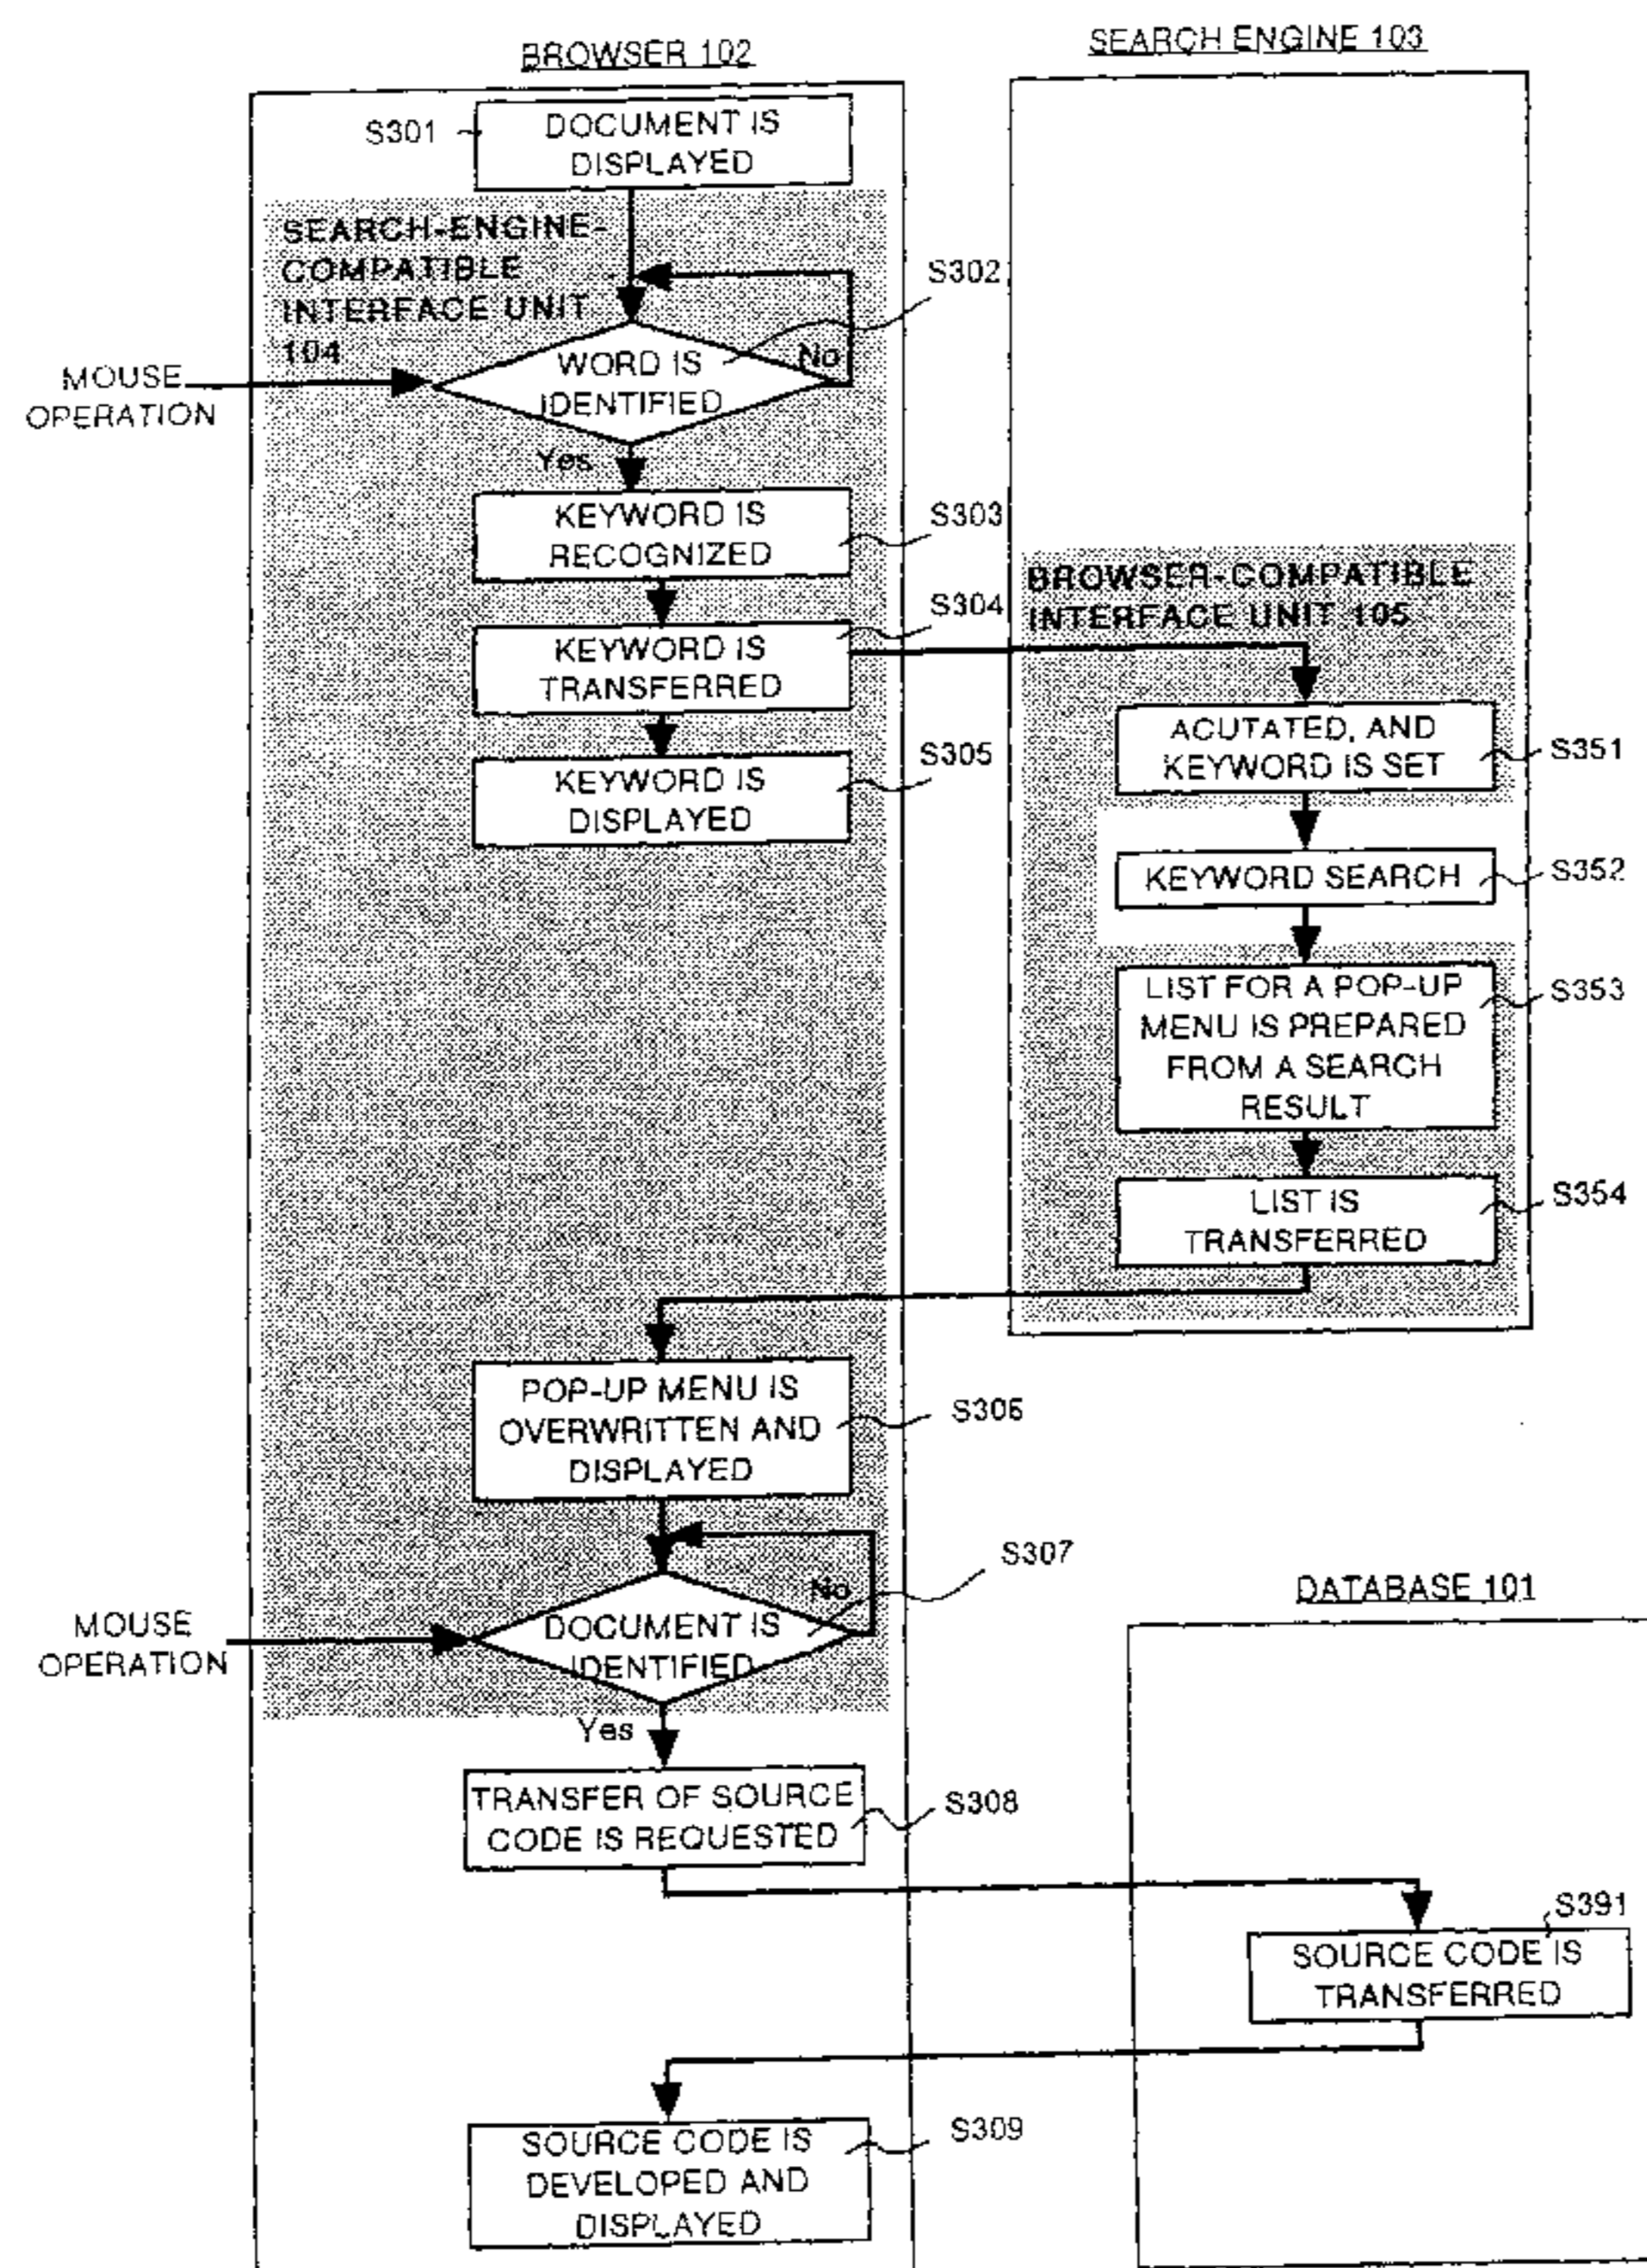 BROWSER 102
SEARCH ENGINE 103
S301
DOCUMENT IS
DISPLAYED
SEARCH-ENGINE-
COMPATIBLE
INTERFACE UNIT
104
S302
MOUSE
OPERATION
WORD IS
IDENTIFIED
No
Yes
KEYWORD IS
RECOGNIZED
S303
BROWSER-COMPATIBLE
INTERFACE UNIT 105
KEYWORD IS
TRANSFERRED
S304
KEYWORD IS
DISPLAYED
S305
ACUTATED, AND
KEYWORD IS SET
S351
KEYWORD SEARCH
S352
LIST FOR A POP-UP
MENU IS PREPARED
FROM A SEARCH
RESULT
S353
LIST IS
TRANSFERRED
S354
POP-UP MENU IS
OVERWRITTEN AND
DISPLAYED
S306
S307
MOUSE
OPERATION
DOCUMENT IS
IDENTIFIED
No
Yes
DATABASE 101
TRANSFER OF SOURCE
CODE IS REQUESTED
S308
S391
SOURCE CODE IS
TRANSFERRED
SOURCE CODE IS
DEVELOPED AND
DISPLAYED
S309